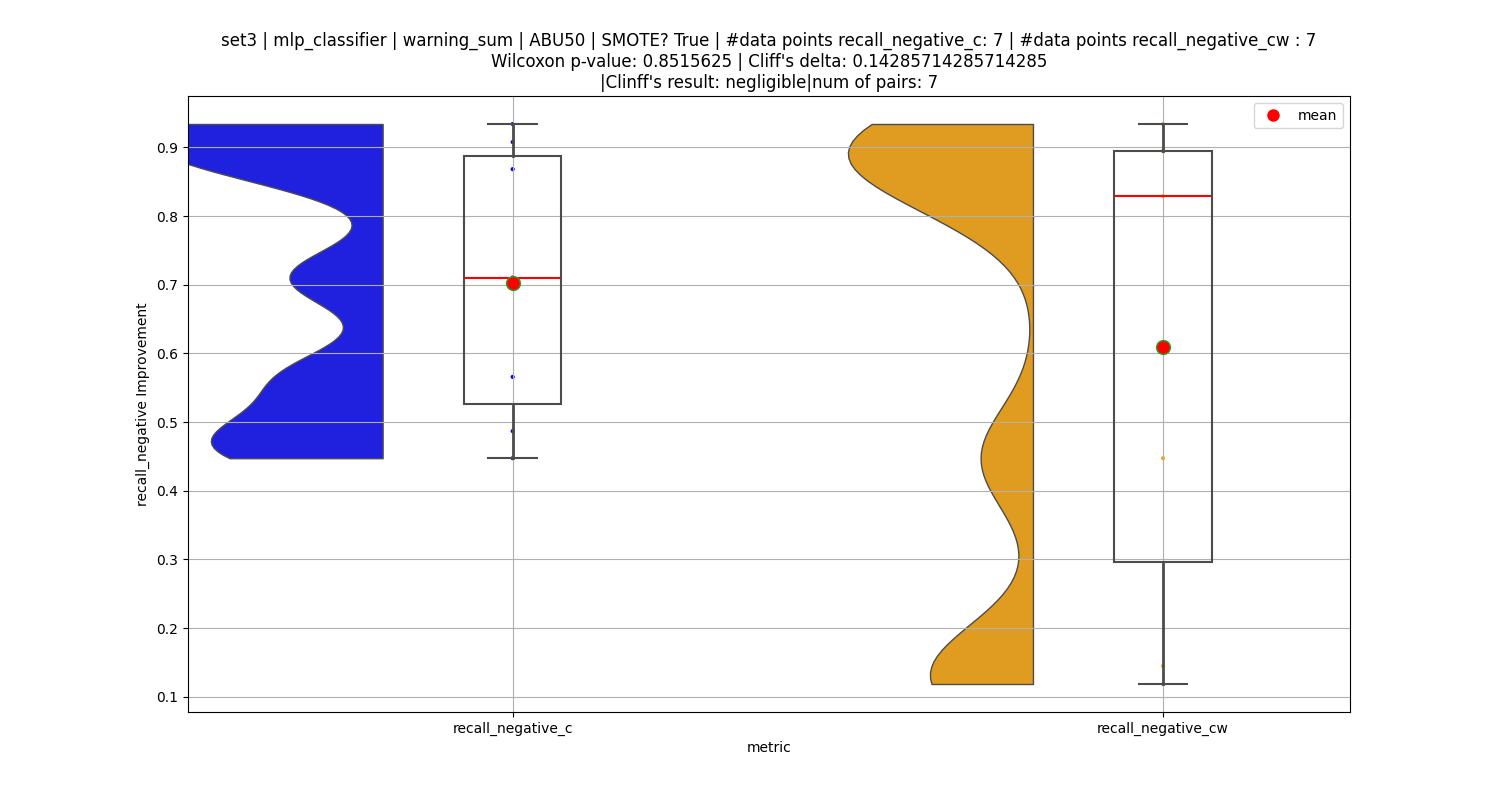 set3 | mlp_classifier | warning_sum | ABU50 | SMOTE? True | #data points recall_negative_c: 7 | #data points recall_negative_cw : 7
Wilcoxon p-value: 0.8515625 | Cliff's delta: 0.14285714285714285
|Clinff's result: negligible|num of pairs: 7
mean
0.9
0.8
0.7
0.6
0.5
0.4
0.3
0.2
0.1
recall_negative Improvement
recall_negative_c
recall_negative_cw
metric